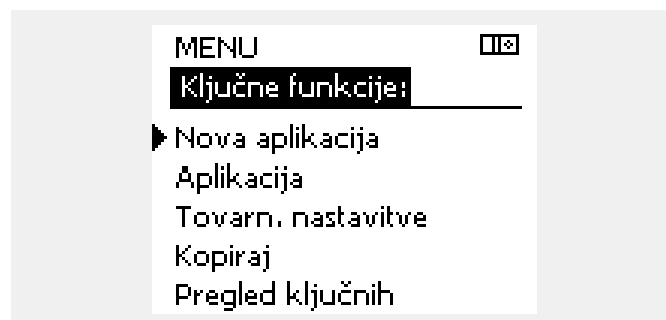 MENU
Ključne funkcije:
Nova aplikacija
Aplikacija
Tovarn. nastavitve
Kopiraj
Pregled ključnih